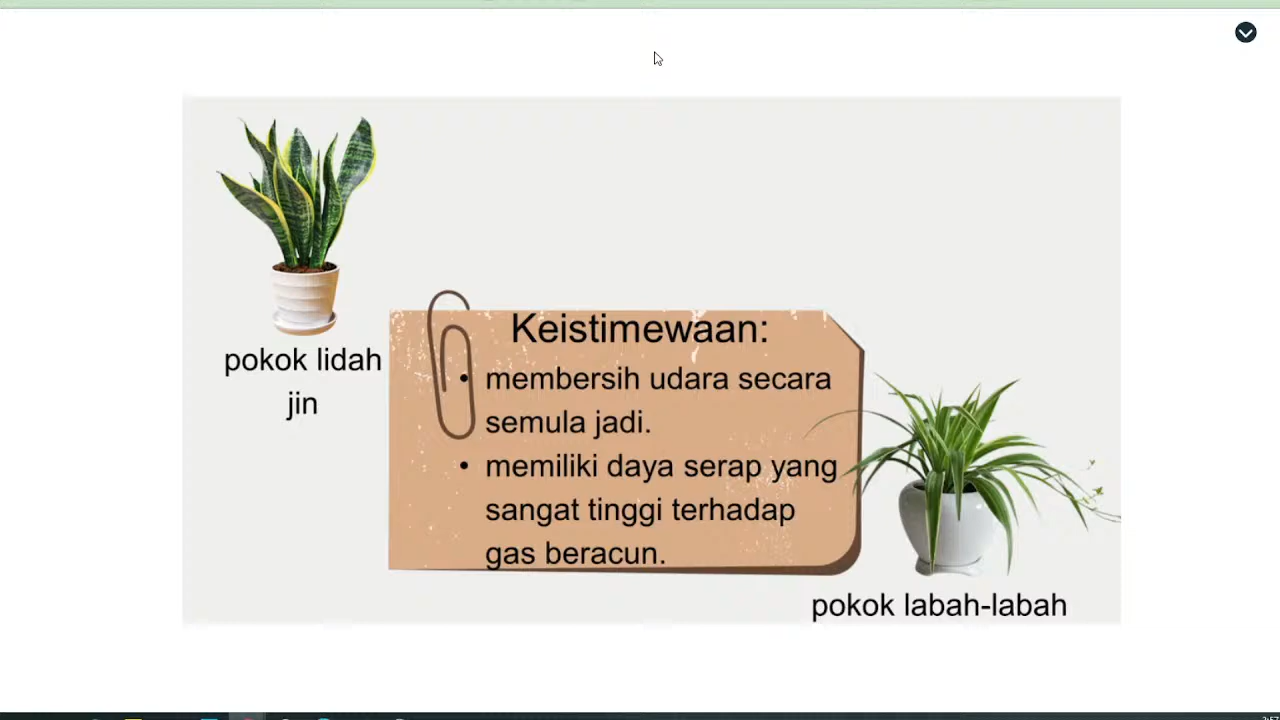 pokok lidah
jin
Keistimewaan:
• membersih udara secara
semula jadi.
• memiliki daya serap yang
sangat tinggi terhadap
gas beracun.
pokok labah-labah